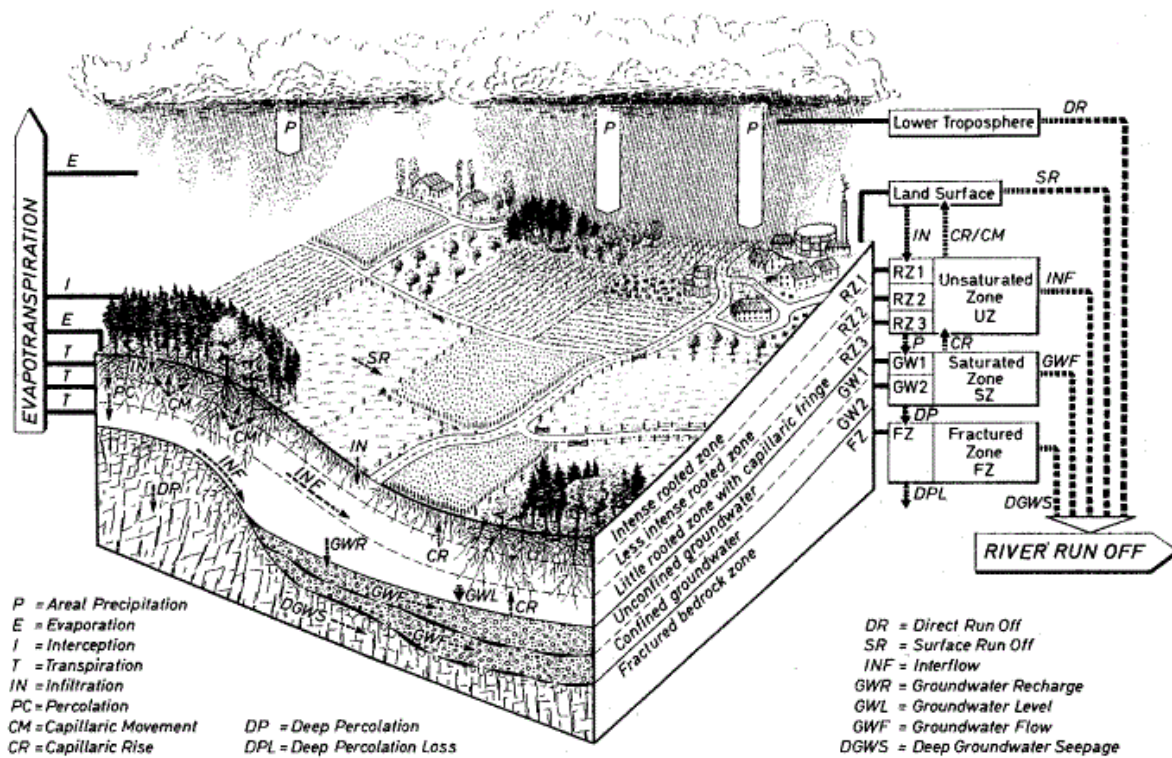 P
P
P
DR
Lower Troposphere
E
SR
Land Surface
IN
CR/CM
EVAPOTRANSPIRATION
I
E
T
T
T
IN
PC
CM
CM
SR
IN
INF
INF
DP
GWR
CR
GWL
CR
GWF
GWF
DGWS
RZ1
RZ2
RZ3
GW1
GW2
FZ
Intense rooted zone
Less intense rooted zone
Little rooted zone with capillaric fringe
Unconfined groundwater
Confined groundwater
Fractured bedrock zone
RZ1
RZ2
RZ3
Unsaturated
Zone
UZ
INF
P
CR
GW1
GW2
Saturated
Zone
SZ
GWF
DP
FZ
Fractured
Zone
FZ
DPL
DGWS
RIVER RUN OFF
P = Areal Precipitation
E = Evaporation
I = Interception
T = Transpiration
IN = Infiltration
PC = Percolation
CM = Capillaric Movement
CR = Capillaric Rise
DP = Deep Percolation
DPL = Deep Percolation Loss
DR = Direct Run Off
SR = Surface Run Off
INF = Interflow
GWR = Groundwater Recharge
GWL = Groundwater Level
GWF = Groundwater Flow
DGWS = Deep Groundwater Seepage